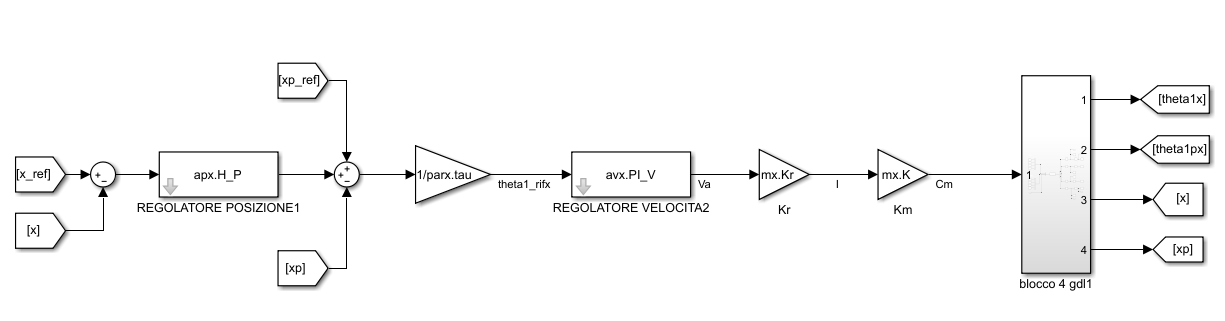 [xp_ref]
[x_ref]
+
−
apx.H_P
REGOLATORE POSIZIONE1
[x]
+
+
−
[xp]
1/parx.tau
theta1_rifx
avx.PI_V
REGOLATORE VELOCITA2
Va
mx.Kr
Kr
I
mx.K
Km
Cm
1
1
2
3
4
blocco 4 gdl1
[theta1x]
[theta1px]
[x]
[xp]